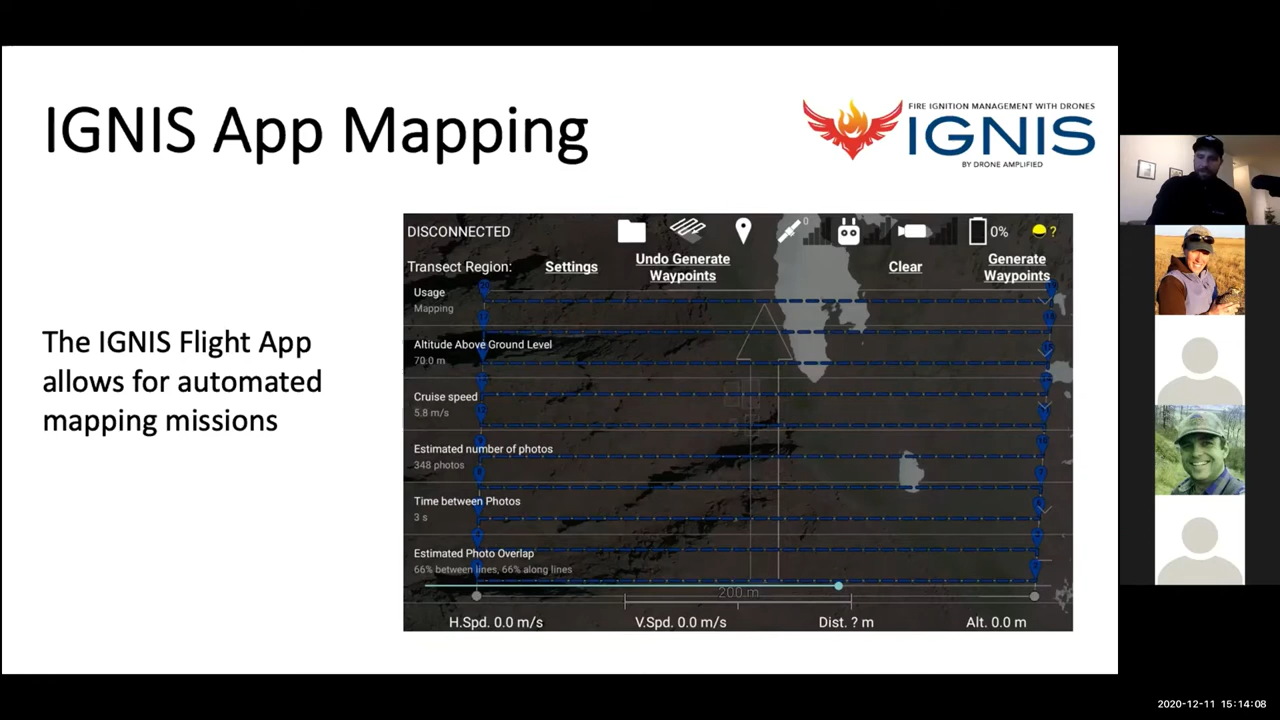 IGNIS App Mapping
FIRE IGNITION MANAGEMENT WITH DRONES
IGNIS
BY DRONE AMPLIFIED
The IGNIS Flight App
allows for automated
mapping missions
DISCONNECTED
0
0%
?
Transect Region:
Settings
Undo Generate
Waypoints
Clear
Generate
Waypoints
Usage
Mapping
Altitude Above Ground Level
70.0 m
Cruise speed
5.8 m/s
Estimated number of photos
348 photos
Time between Photos
3 s
Estimated Photo Overlap
66% between lines, 66% along lines
200 m
H.Spd. 0.0 m/s
V.Spd. 0.0 m/s
Dist. ? m
Alt. 0.0 m
2020-12-11 15:14:08